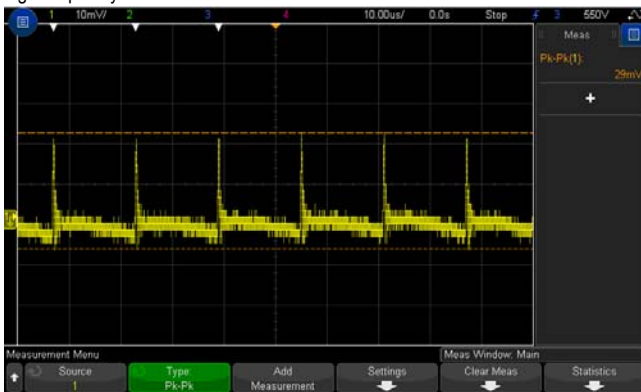 1 10mV/ 2 3 4 10.00us/ 0.0s Stop 3 550V
Meas
Pk-Pk(1):
29mV
+
Measurement Menu
Meas Window: Main
Source
1
Type:
Pk-Pk
Add
Measurement
Settings
Clear Meas
Statistics